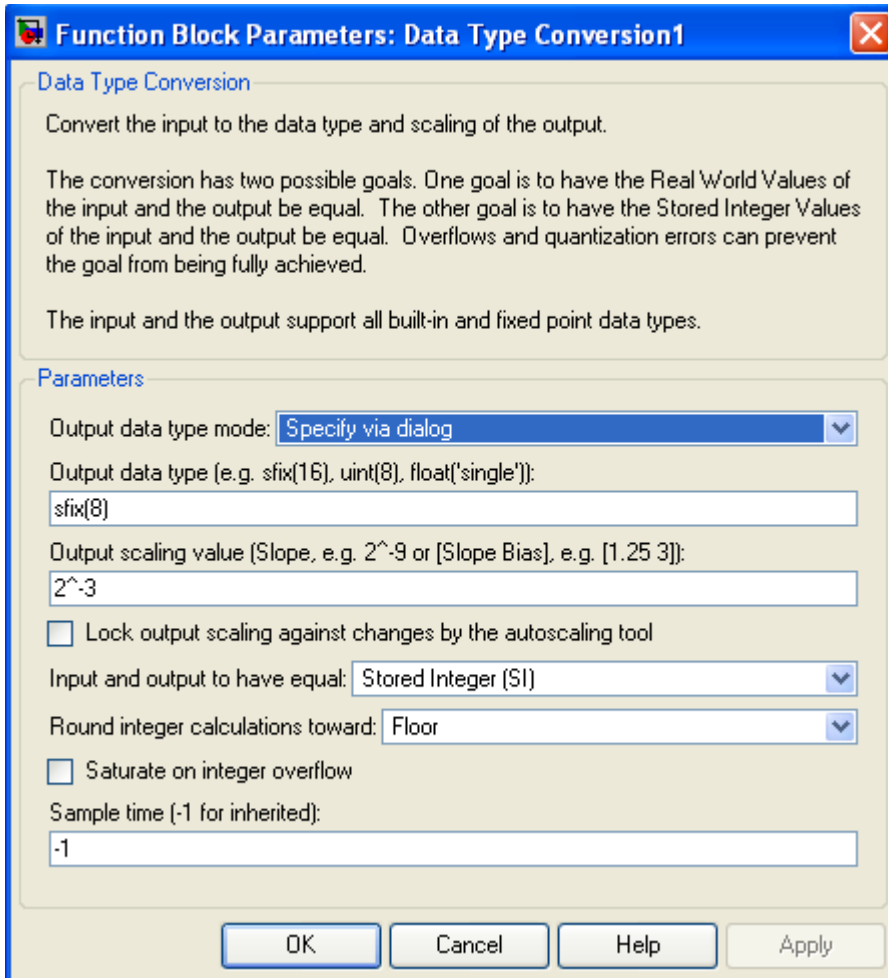 Function Block Parameters: Data Type Conversion1
Data Type Conversion
Convert the input to the data type and scaling of the output.
The conversion has two possible goals. One goal is to have the Real World Values of
the input and the output be equal.  The other goal is to have the Stored Integer Values
of the input and the output be equal.  Overflows and quantization errors can prevent
the goal from being fully achieved.
The input and the output support all built-in and fixed point data types.
Parameters
Output data type mode: Specify via dialog
Output data type (e.g. sfix(16), uint(8), float('single')):
sfix(8)
Output scaling value (Slope, e.g. 2^-9 or [Slope Bias], e.g. [1.25 3]):
2^-3
Lock output scaling against changes by the autoscaling tool
Input and output to have equal: Stored Integer (SI)
Round integer calculations toward: Floor
Saturate on integer overflow
Sample time (-1 for inherited):
-1
OK Cancel Help Apply